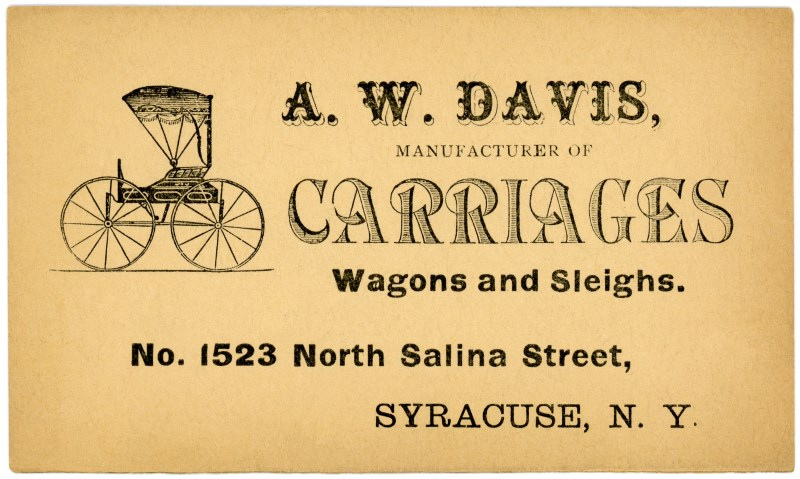 A. W. DAVIS,
MANUFACTURER OF
CARRIAGES
Wagons and Sleighs.
No. 1523 North Salina Street,
SYRACUSE, N. Y.